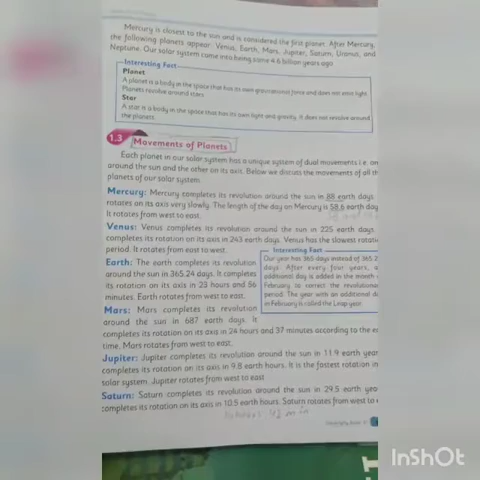 Mercury is closest to the sun and is considered the first planet. After Mercury,
the following planets appear: Venus, Earth, Mars, Jupiter, Saturn, Uranus, and
Neptune. Our solar system came into being some 4.6 billion years ago.
Interesting Fact
Planet
A planet is a body in the space that has its own gravitational force and does not emit light.
Planets revolve around stars.
Star
A star is a body in the space that has its own light and gravity. It does not revolve around
the planets.
1.3 Movements of Planets
Each planet in our solar system has a unique system of dual movements i.e. on
around the sun and the other on its axis. Below we discuss the movements of all th
planets of our solar system.
Mercury: Mercury completes its revolution around the sun in 88 earth days.
rotates on its axis very slowly. The length of the day on Mercury is 58.6 earth day
It rotates from west to east.
Venus: Venus completes its revolution around the sun in 225 earth days.
completes its rotation on its axis in 243 earth days. Venus has the slowest rotatio
period. It rotates from east to west.
Interesting Fact
Our year has 365 days instead of 365.2
days. After every four years, a
additional day is added in the month
February to correct the revolutiona
period. The year with an additional d
in February is called the Leap year.
Earth: The earth completes its revolution
around the sun in 365.24 days. It completes
its rotation on its axis in 23 hours and 56
minutes. Earth rotates from west to east.
Mars: Mars completes its revolution
around the sun in 687 earth days. It
completes its rotation on its axis in 24 hours and 37 minutes according to the ea
time. Mars rotates from west to east.
Jupiter: Jupiter completes its revolution around the sun in 11.9 earth year
completes its rotation on its axis in 9.8 earth hours. It is the fastest rotation in
solar system. Jupiter rotates from west to east.
Saturn: Saturn completes its revolution around the sun in 29.5 earth yea
completes its rotation on its axis in 10.5 earth hours. Saturn rotates from west to
42 min
InShOt